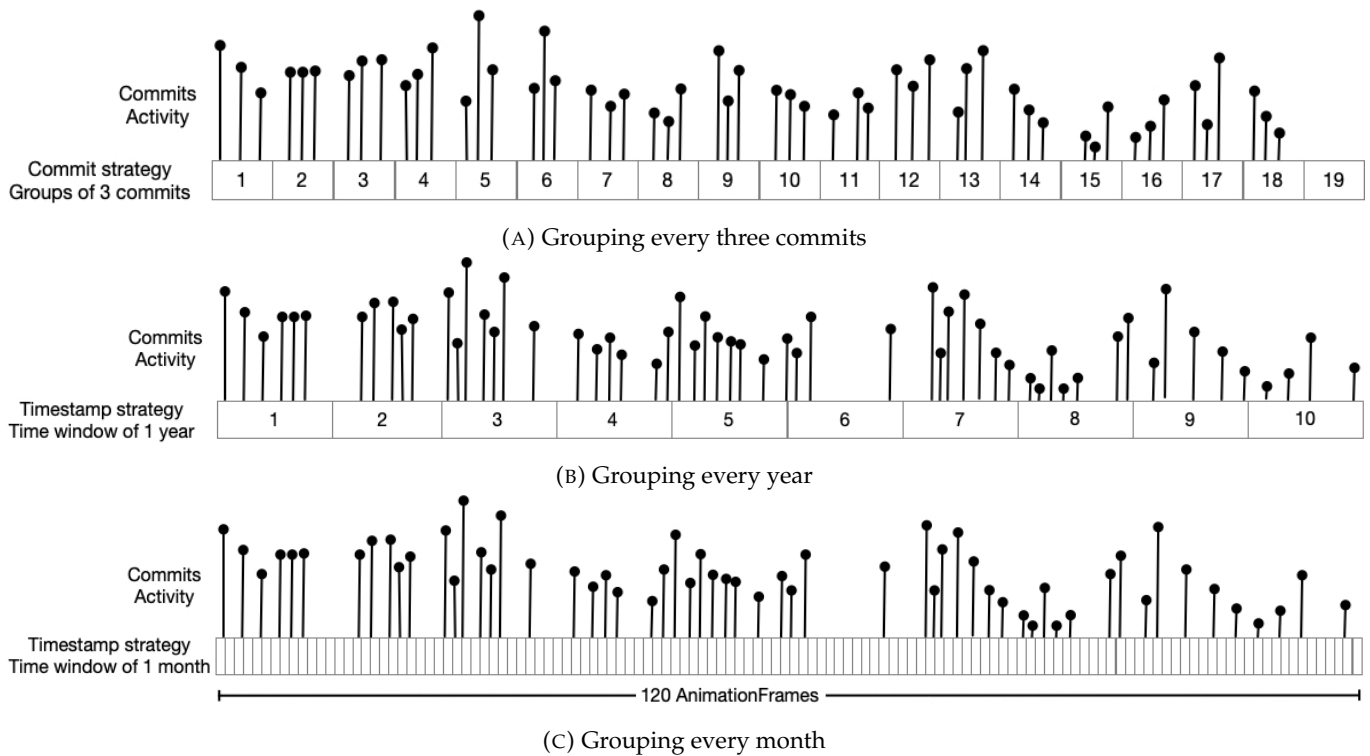 Commits
Activity
Commit strategy
Groups of 3 commits
1 2 3 4 5 6 7 8 9 10 11 12 13 14 15 16 17 18 19
(A) Grouping every three commits
Commits
Activity
Timestamp strategy
Time window of 1 year
1 2 3 4 5 6 7 8 9 10
(B) Grouping every year
Commits
Activity
Timestamp strategy
Time window of 1 month
120 AnimationFrames
(C) Grouping every month